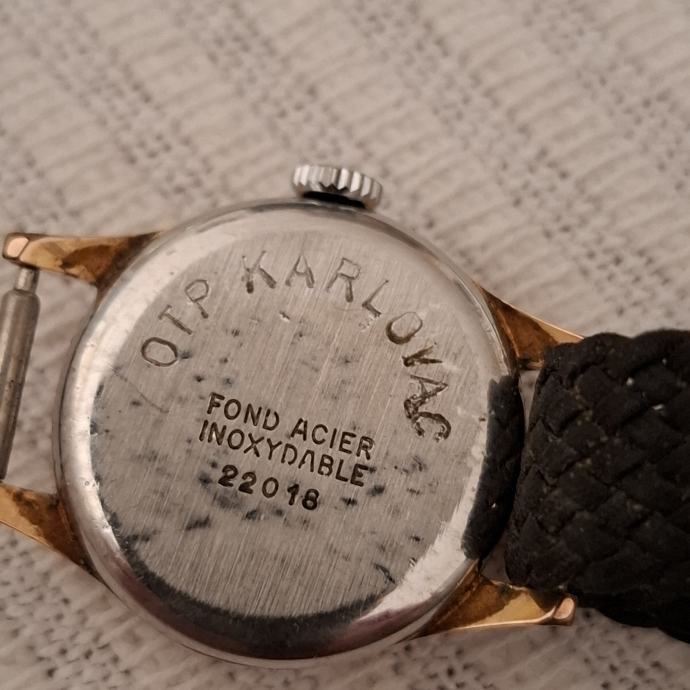 OTP KARLOVAC
FOND ACIER
INOXYDABLE
22018